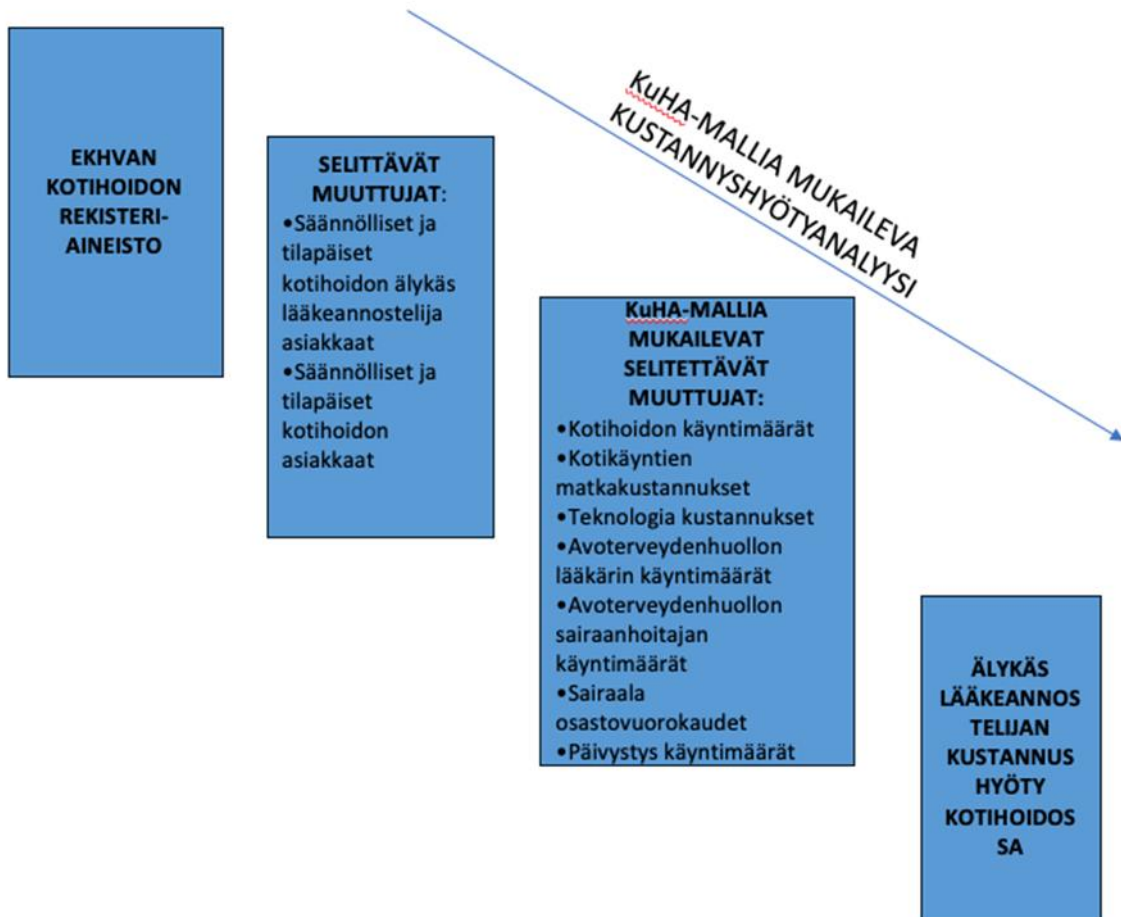 EKHVAN
KOTIHOIDON
REKISTERI-
AINEISTO
SELITTÄVÄT
MUUTTUJAT:
•Säännölliset ja
tilapäiset
kotihoidon älykäs
lääkeannostelija
asiakkaat
•Säännölliset ja
tilapäiset
kotihoidon
asiakkaat
KuHA-MALLIA MUKAILEVA
KUSTANNYSHYÖTYANALYYSI
KuHA-MALLIA
MUKAILEVAT
SELITETTÄVÄT
MUUTTUJAT:
•Kotihoidon käyntimäärät
•Kotikäyntien
matkakustannukset
•Teknologia kustannukset
•Avoterveydenhuollon
lääkärin käyntimäärät
•Avoterveydenhuollon
sairaanhoitajan
käyntimäärät
•Sairaala
osastovuorokaudet
•Päivystys käyntimäärät
ÄLYKÄS
LÄÄKEANNOS
TELIJAN
KUSTANNUS
HYÖTY
KOTIHOIDOS
SA